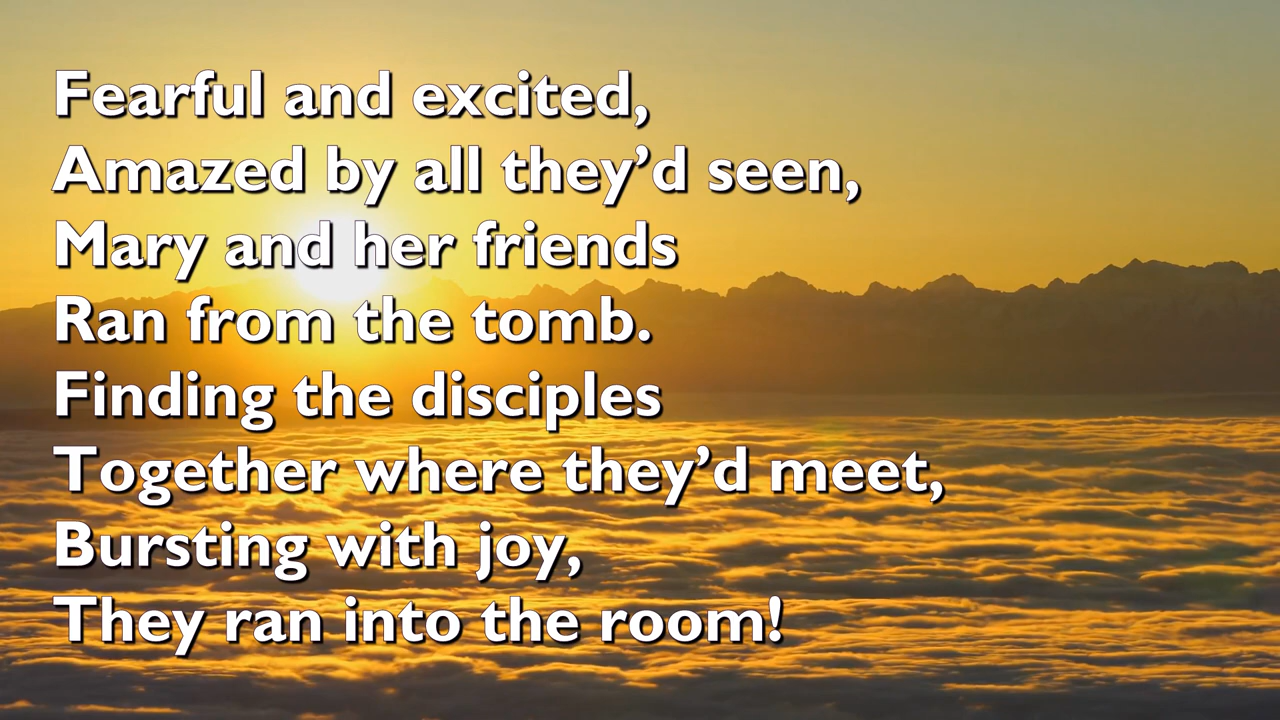 Fearful and excited,
Amazed by all they’d seen,
Mary and her friends
Ran from the tomb.
Finding the disciples
Together where they’d meet,
Bursting with joy,
They ran into the room!